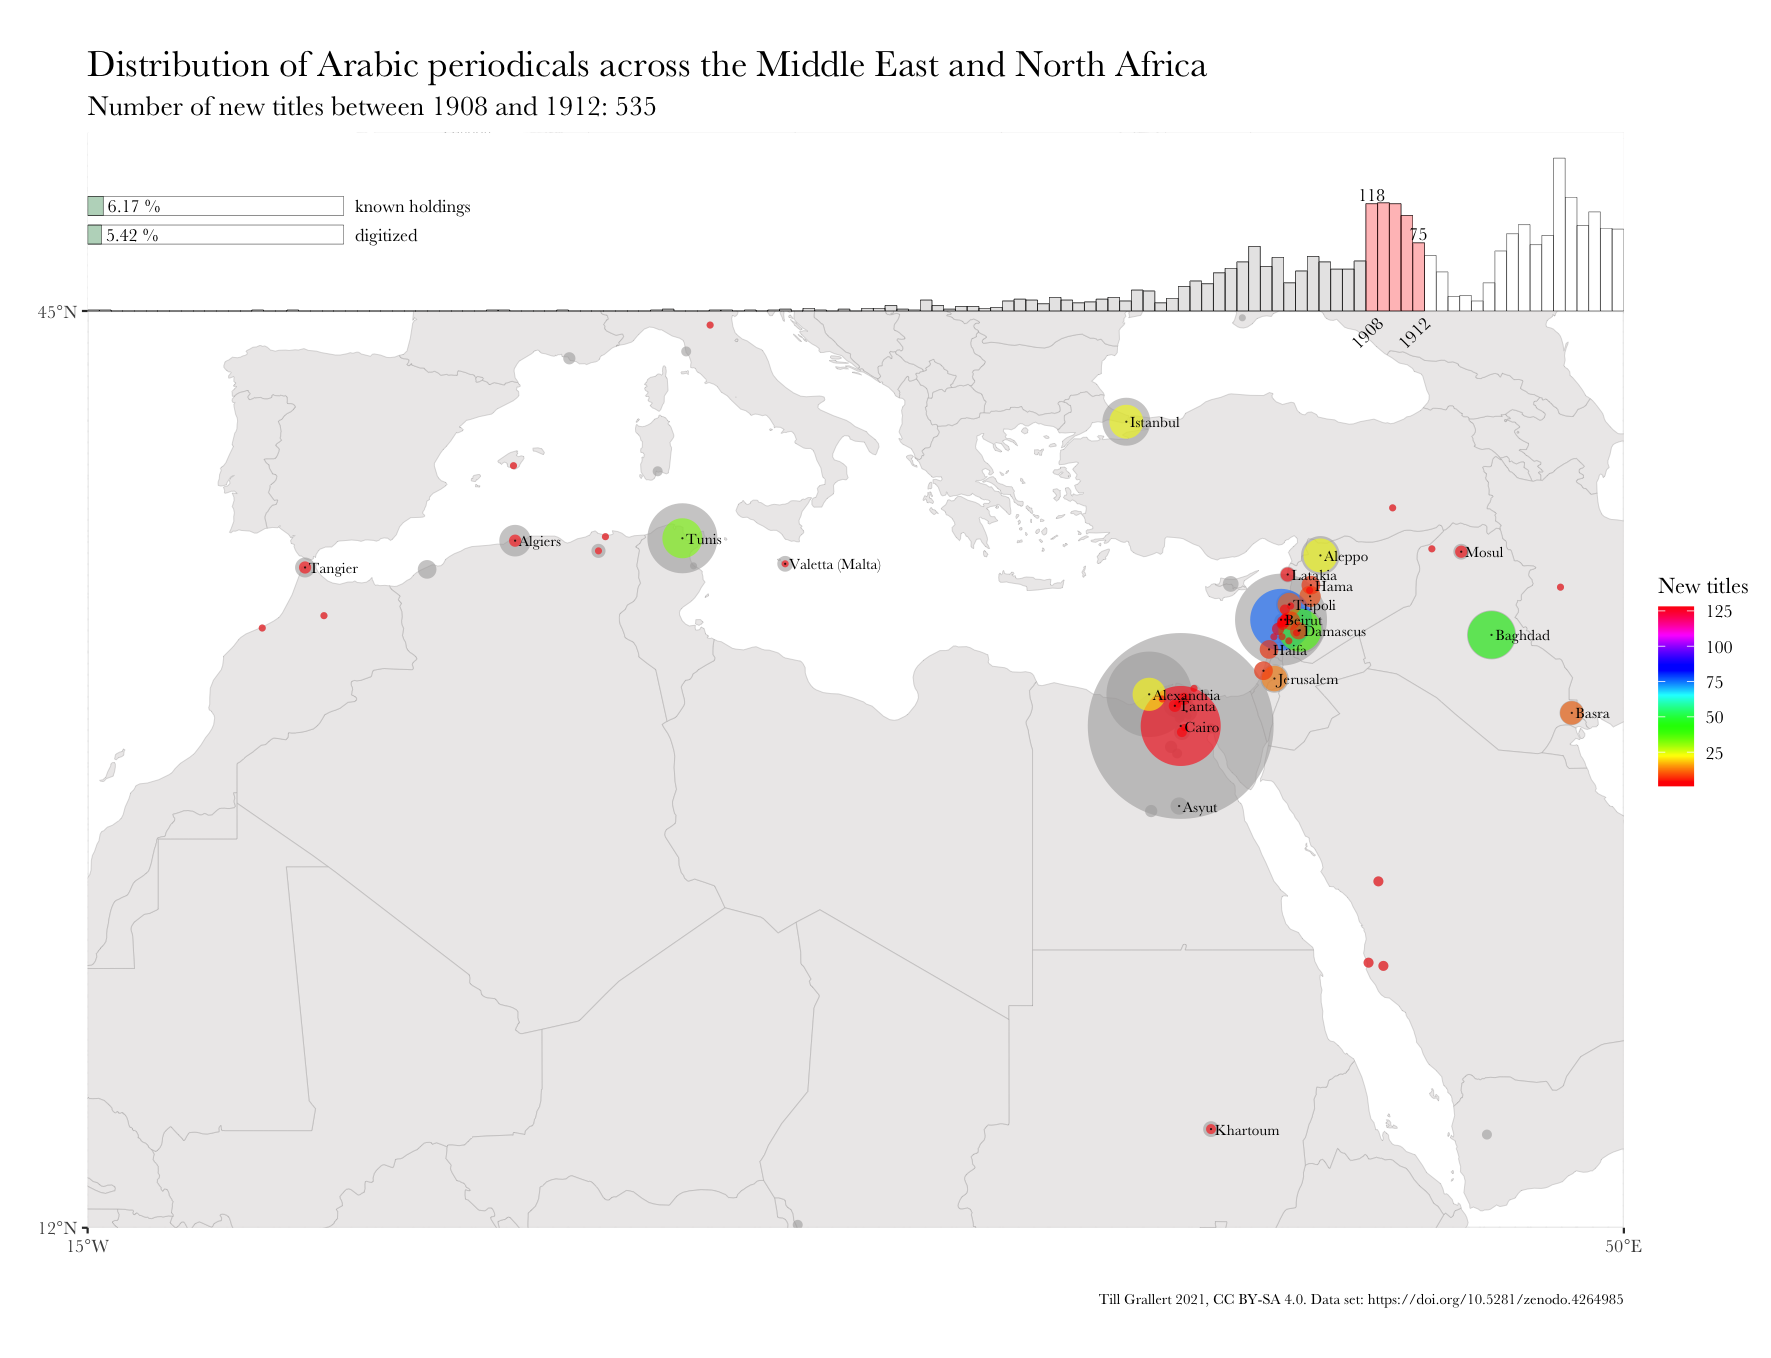 Distribution of Arabic periodicals across the Middle East and North Africa
Number of new titles between 1908 and 1912: 535
6.17 % known holdings
5.42 % digitized
118
75
1908
1912
45°N
Istanbul
Algiers
Tunis
Tangier
Valetta (Malta)
Aleppo
Mosul
Latakia
Hama
Tripoli
Beirut
Damascus
Baghdad
Haifa
Jerusalem
Alexandria
Tanta
Cairo
Basra
Asyut
Khartoum
New titles
125
100
75
50
25
12°N
15°W
50°E
Till Grallert 2021, CC BY-SA 4.0. Data set: https://doi.org/10.5281/zenodo.4264985